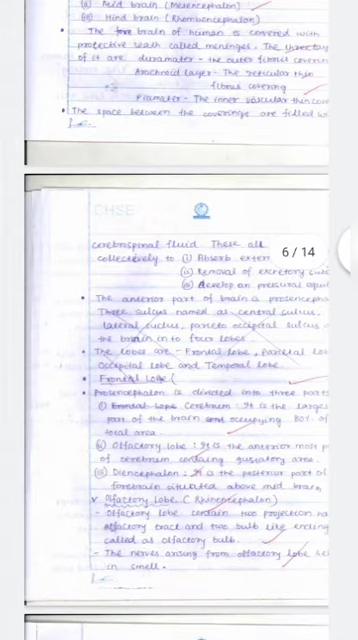 (ii) Mid brain (Mesencephalon)
(iii) Hind brain (Rhombencephalon)
• The brain of human is covered with
protective seath called meninges. The
of it are duramater - the outer fibrous
Arachnoid layer - The reticular thin
fibrous covering
Piamater - The inner vascular thin
• The space between the coverings are filled
CHSE
6 / 14
cerebrospinal fluid. These all
collectively to (i) Absorb
(ii) Removal of excretory
(iii) Develop an pressural
• The anterior part of brain is
Three sulcus named as central sulcus,
lateral parieto occipital sulcus
the brain in to four lobes
• The lobes are - Frontal lobe, Parietal
Occipital lobe and Temporal lobe.
• Frontal Lobe (
• Prosencephalon is divided into three parts
(i) Frontal Lope Cerebrum : It is the
part of the brain occupying 80% of
total area.
(ii) Olfactory lobe : It is the anterior most
of cerebrum gustatory area.
(iii) Diencephalon : It is the posterior part of
forebrain situated above mid brain
v Olfactory Lobe. (Rhinencephalon)
- Olfactory lobe contain two projection
olfactory tract and two bulb like ending
called as olfactory bulb.
- The nerves arising from olfactory lobe
in smell.